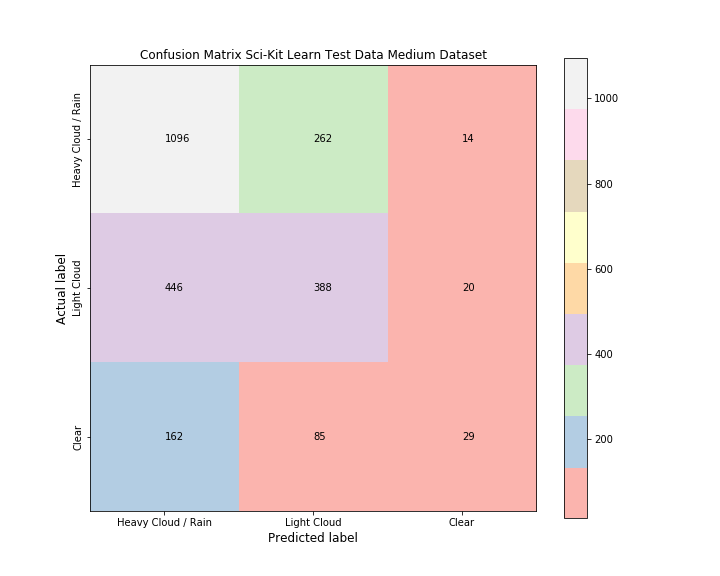 Confusion Matrix Sci-Kit Learn Test Data Medium Dataset
Actual label
Heavy Cloud / Rain
1096
262
14
Light Cloud
446
388
20
Clear
162
85
29
Heavy Cloud / Rain
Light Cloud
Clear
Predicted label
1000
800
600
400
200